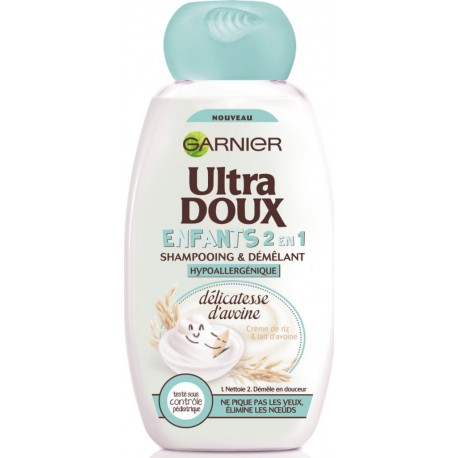 NOUVEAU
GARNIER
Ultra
DOUX
ENFANTS 2 EN 1
SHAMPOOING & DÉMÊLANT
HYPOALLERGÉNIQUE
délicatesse
d'avoine
Crème de riz
& lait d'avoine
testé sous
contrôle
pédiatrique
1. Nettoie 2. Démêle en douceur
NE PIQUE PAS LES YEUX,
ÉLIMINE LES NŒUDS